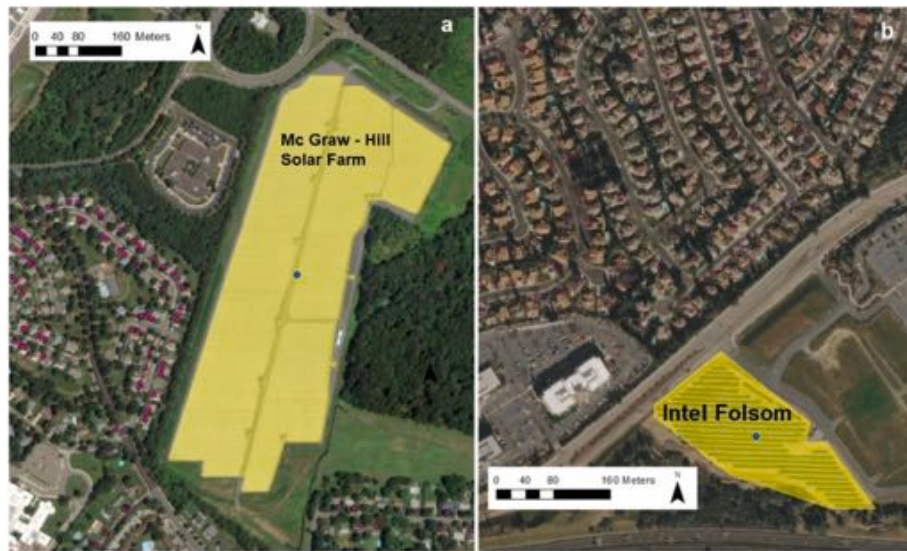 0 40 80 160 Meters
N
a
Mc Graw - Hill
Solar Farm
b
Intel Folsom
0 40 80 160 Meters
N